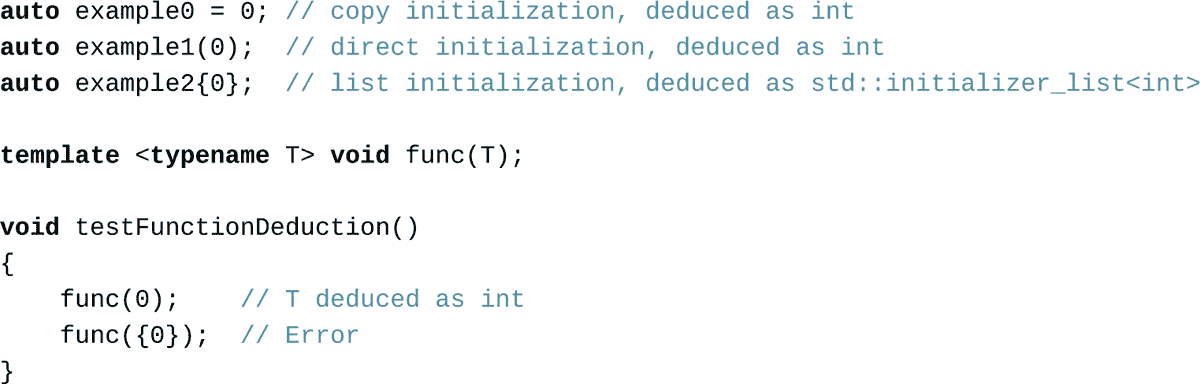 auto example0 = 0; // copy initialization, deduced as int
auto example1(0);  // direct initialization, deduced as int
auto example2{0};  // list initialization, deduced as std::initializer_list<int>

template <typename T> void func(T);

void testFunctionDeduction()
{
    func(0);    // T deduced as int
    func({0});  // Error
}